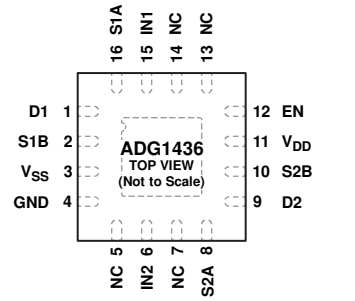 16 S1A
15 IN1
14 NC
13 NC
D1 1
S1B 2
VSS 3
GND 4
ADG1436
TOP VIEW
(Not to Scale)
12 EN
11 VDD
10 S2B
9 D2
NC 5
IN2 6
NC 7
S2A 8